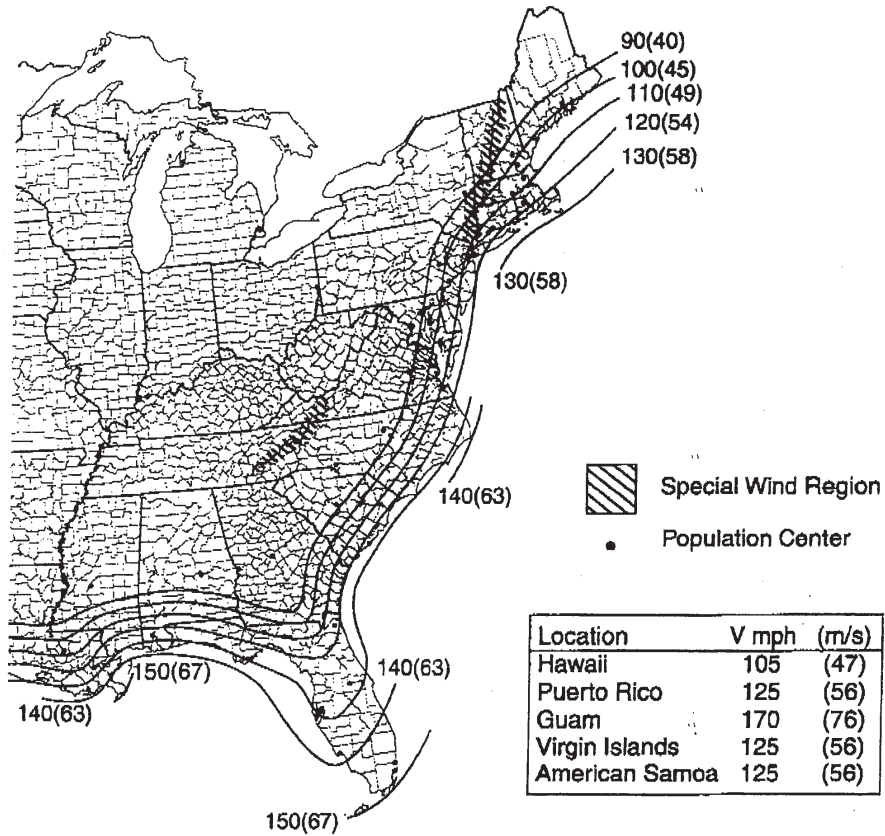 90(40)
100(45)
110(49)
120(54)
130(58)
130(58)
140(63)
Special Wind Region
Population Center
Location V mph (m/s)
Hawaii 105 (47)
Puerto Rico 125 (56)
Guam 170 (76)
Virgin Islands 125 (56)
American Samoa 125 (56)
150(67)
140(63)
140(63)
150(67)